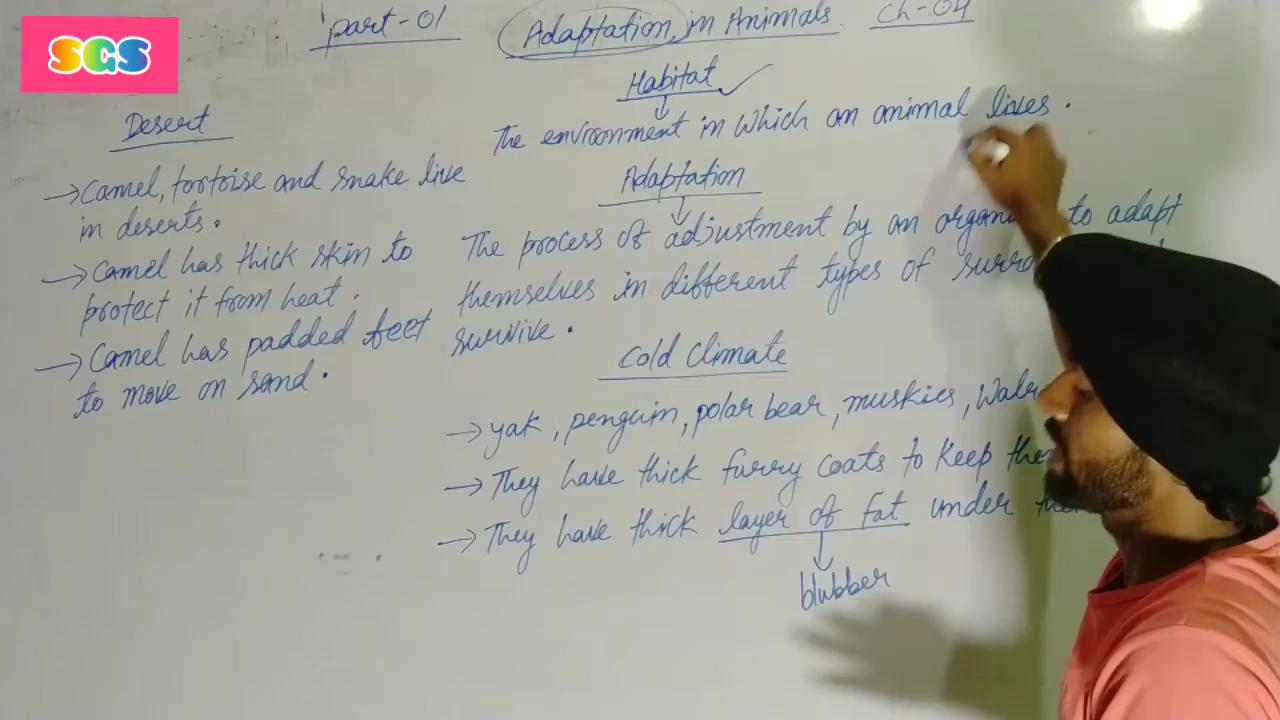 SGS
part-01
Adaptation in Animals
Ch-04
Habitat
The environment in which an animal lives.
Adaptation
The process of adjustment by an to adapt
themselves in different types of
survive.
Cold Climate
→ yak, penguin, polar bear, muskies,
→ They have thick furry coats to keep
→ They have thick layer of fat under
blubber
Desert
→ Camel, tortoise and snake live
in deserts.
→ Camel has thick skin to
protect it from heat.
→ Camel has padded feet
to move on sand.